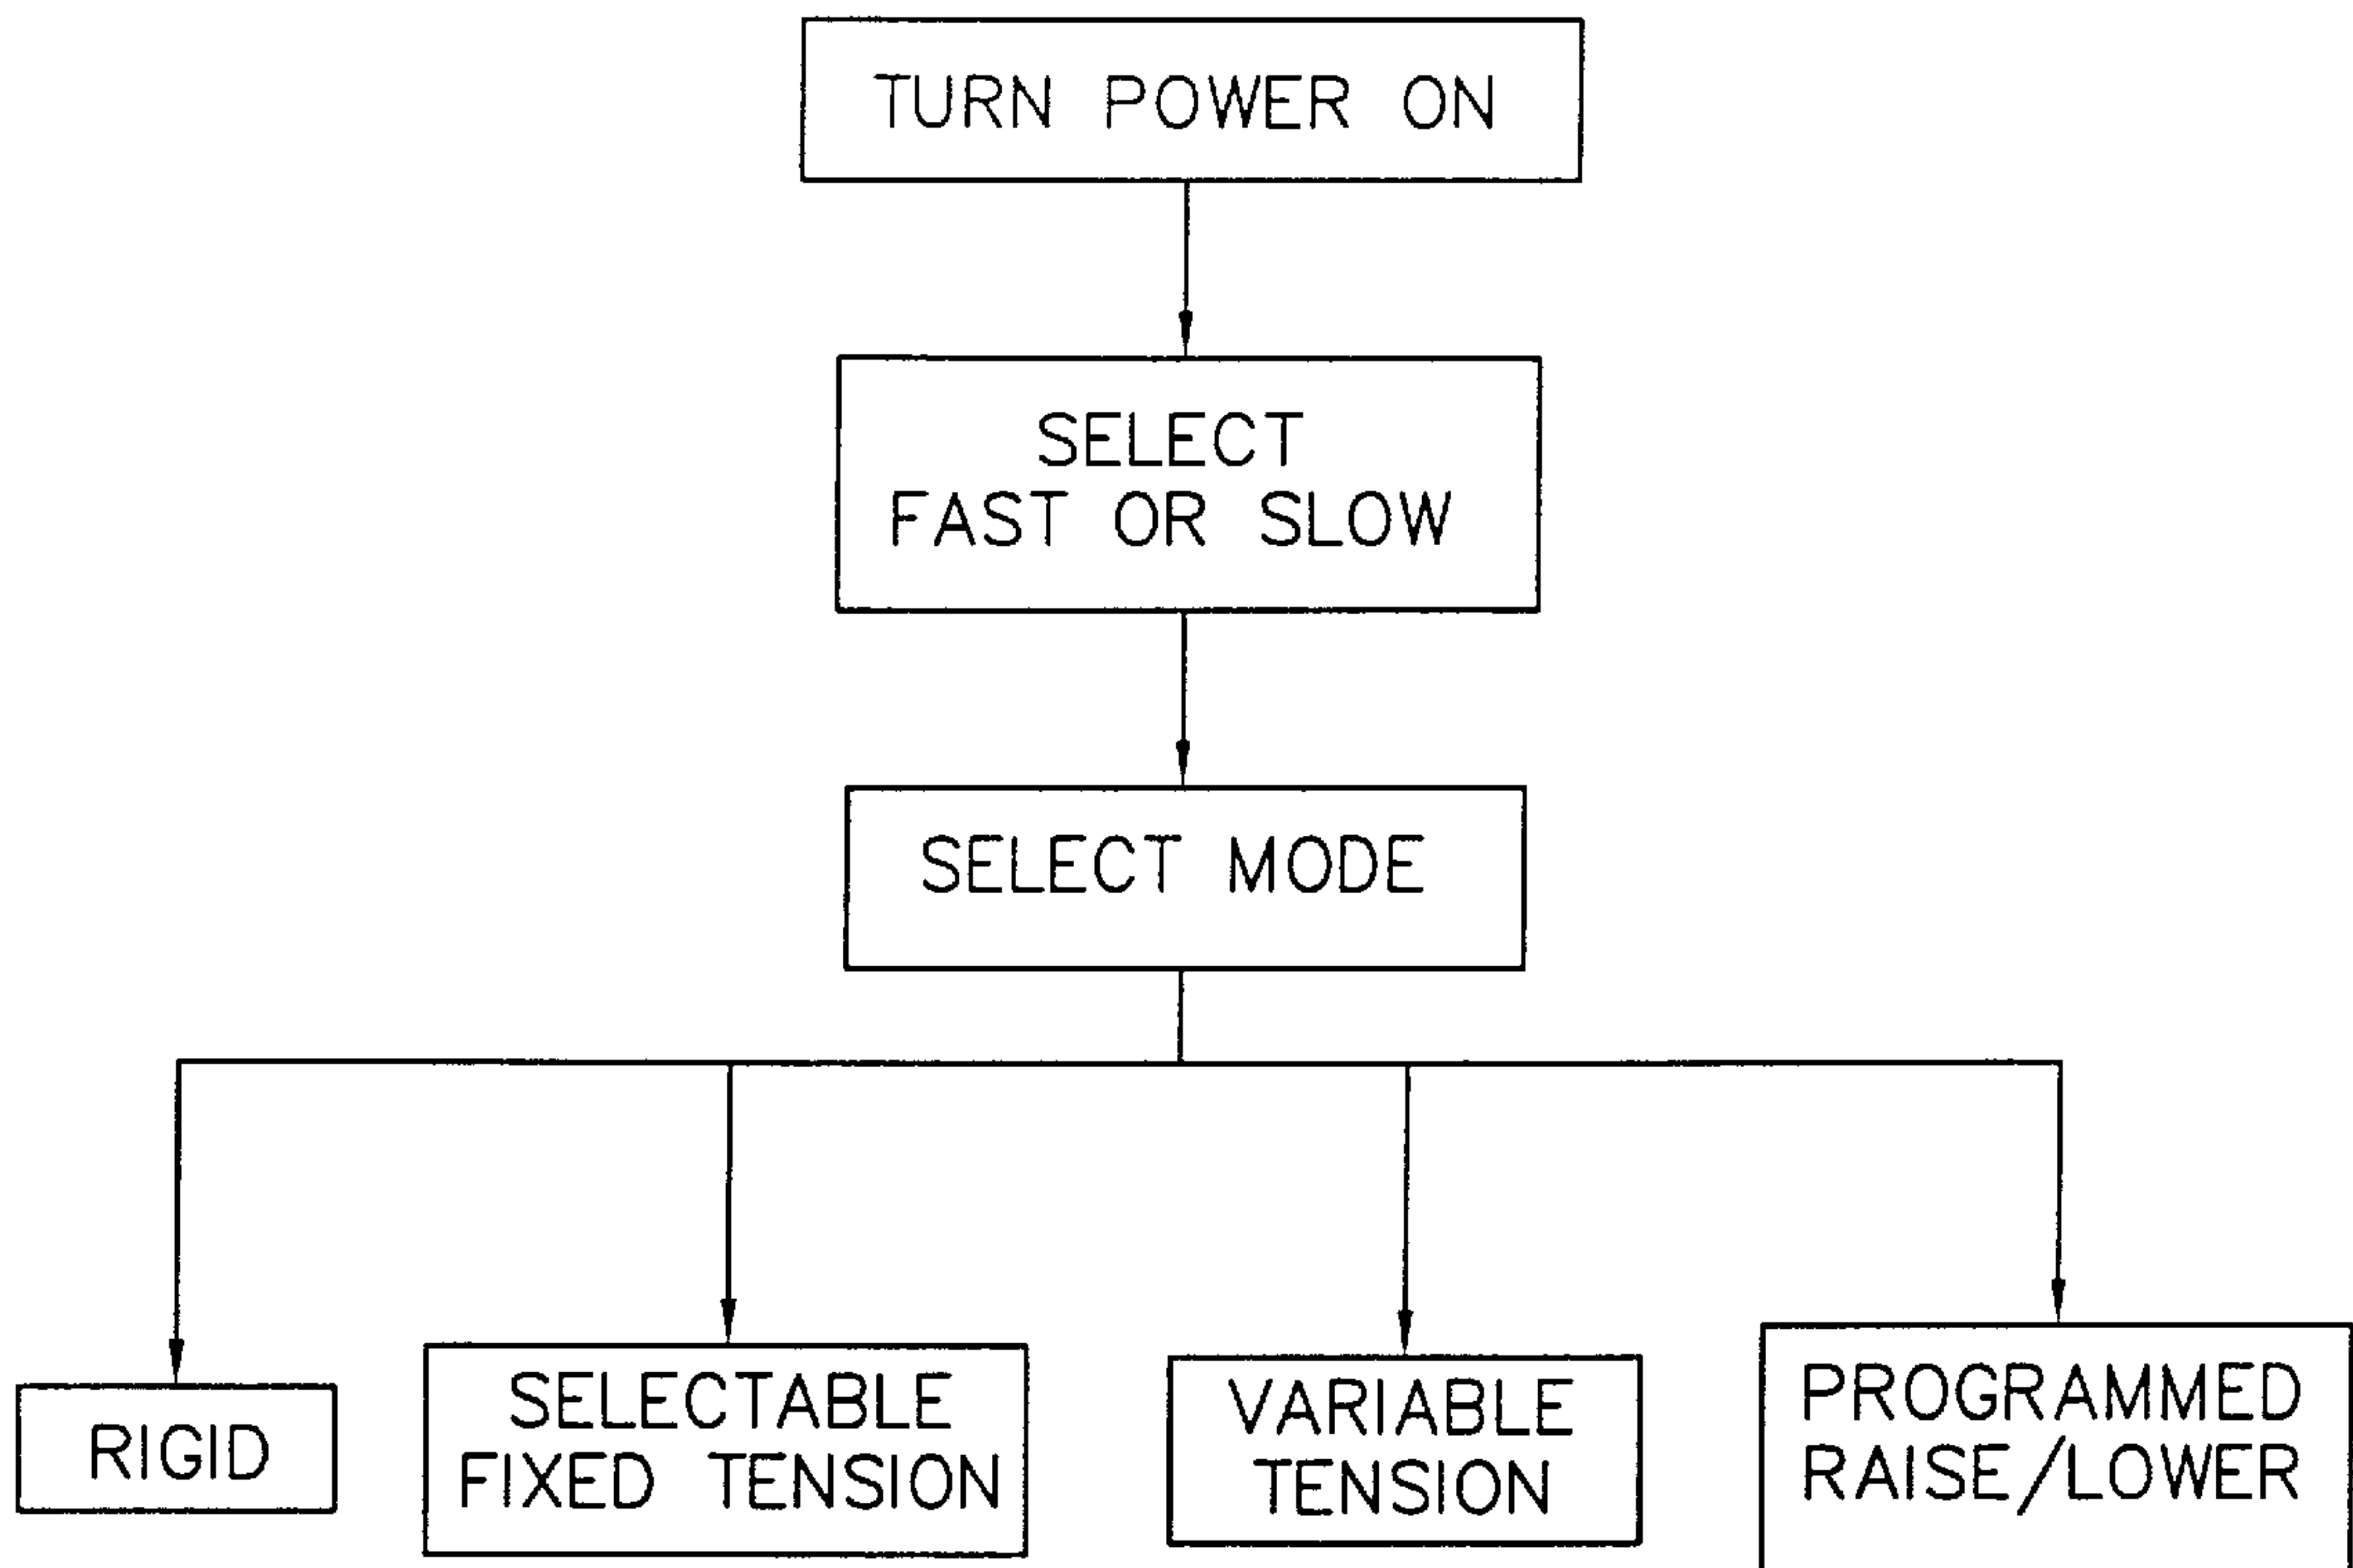 TURN POWER ON
SELECT
FAST OR SLOW
SELECT MODE
RIGID
SELECTABLE
FIXED TENSION
VARIABLE
TENSION
PROGRAMMED
RAISE/LOWER